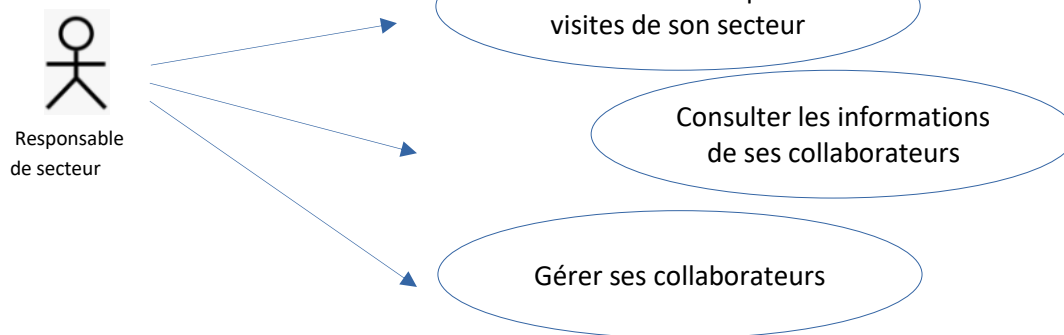 visites de son secteur
Consulter les informations
de ses collaborateurs
Responsable
de secteur
Gérer ses collaborateurs